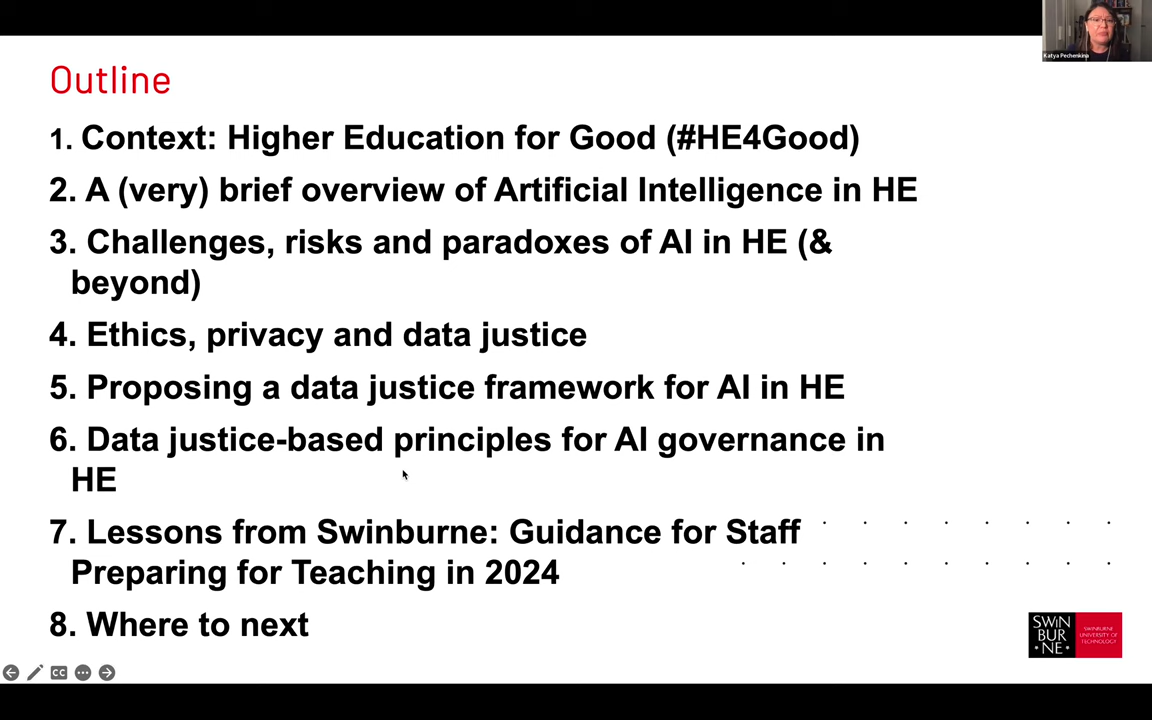 Katya Pechenkina
Outline
1. Context: Higher Education for Good (#HE4Good)
2. A (very) brief overview of Artificial Intelligence in HE
3. Challenges, risks and paradoxes of AI in HE (&
beyond)
4. Ethics, privacy and data justice
5. Proposing a data justice framework for AI in HE
6. Data justice-based principles for AI governance in
HE
7. Lessons from Swinburne: Guidance for Staff
Preparing for Teaching in 2024
8. Where to next
SWIN
BUR
NE
SWINBURNE
UNIVERSITY OF
TECHNOLOGY
CC